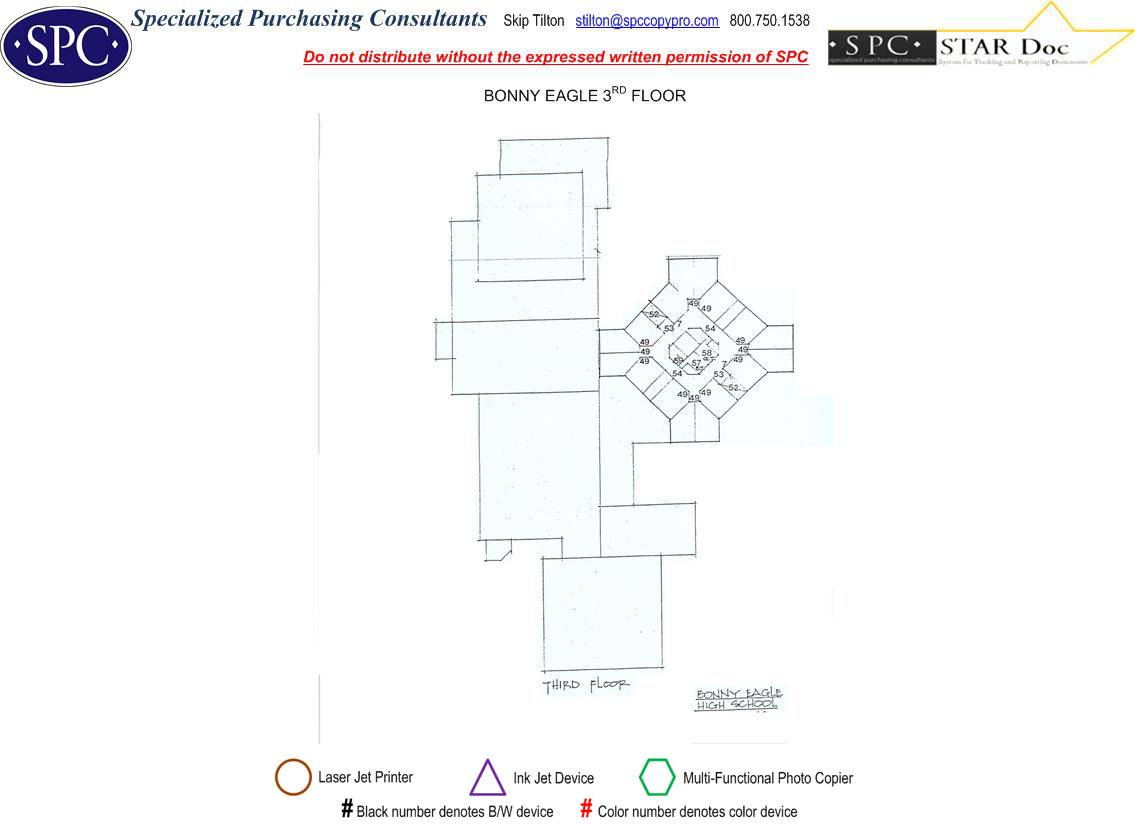 ·SPC·
Specialized Purchasing Consultants Skip Tilton stilton@spccopypro.com 800.750.1538
·SPC· STAR Doc
specialized purchasing consultants System for Tracking and Reporting Documents
Do not distribute without the expressed written permission of SPC
BONNY EAGLE 3RD FLOOR
49 49
52
7
53 54
49 49
49 58 49
49 59 57 49
7
54 53
52
49 49 49
THIRD FLOOR
BONNY EAGLE
HIGH SCHOOL
Laser Jet Printer Ink Jet Device Multi-Functional Photo Copier
# Black number denotes B/W device # Color number denotes color device